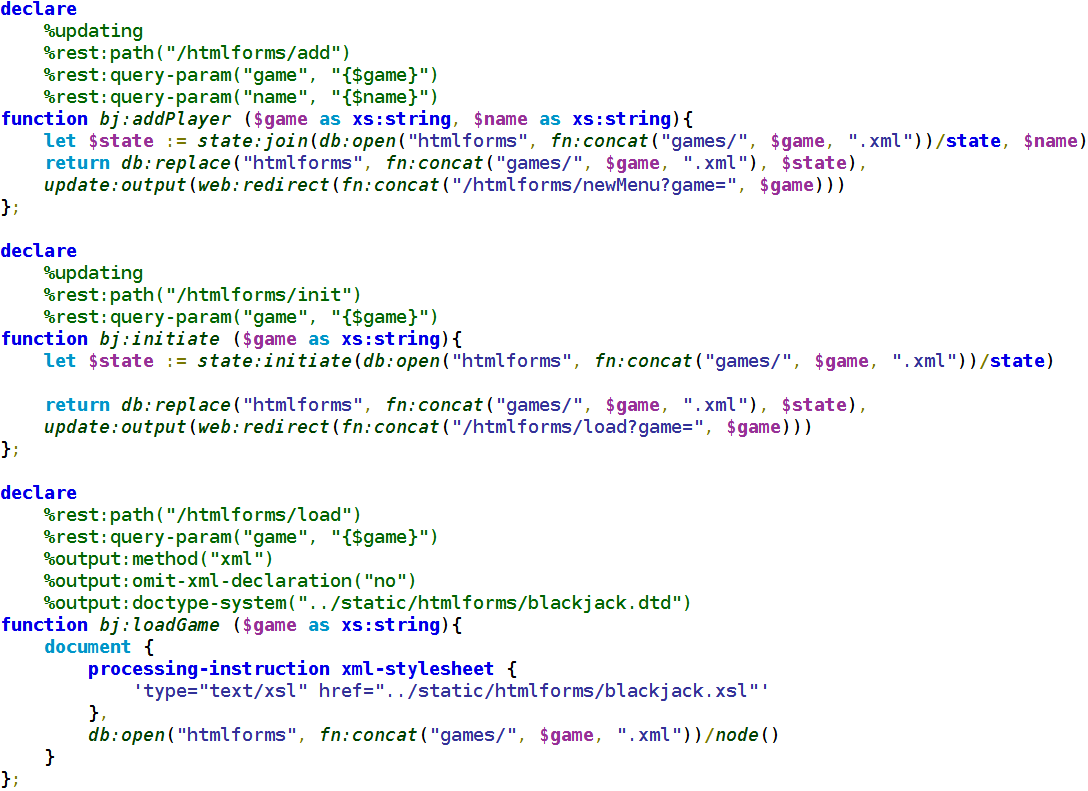 declare
    %updating
    %rest:path("/htmlforms/add")
    %rest:query-param("game", "{$game}")
    %rest:query-param("name", "{$name}")
function bj:addPlayer ($game as xs:string, $name as xs:string){
    let $state := state:join(db:open("htmlforms", fn:concat("games/", $game, ".xml"))/state, $name)
    return db:replace("htmlforms", fn:concat("games/", $game, ".xml"), $state),
    update:output(web:redirect(fn:concat("/htmlforms/newMenu?game=", $game)))
};

declare
    %updating
    %rest:path("/htmlforms/init")
    %rest:query-param("game", "{$game}")
function bj:initiate ($game as xs:string){
    let $state := state:initiate(db:open("htmlforms", fn:concat("games/", $game, ".xml"))/state)

    return db:replace("htmlforms", fn:concat("games/", $game, ".xml"), $state),
    update:output(web:redirect(fn:concat("/htmlforms/load?game=", $game)))
};

declare
    %rest:path("/htmlforms/load")
    %rest:query-param("game", "{$game}")
    %output:method("xml")
    %output:omit-xml-declaration("no")
    %output:doctype-system("../static/htmlforms/blackjack.dtd")
function bj:loadGame ($game as xs:string){
    document {
        processing-instruction xml-stylesheet {
            'type="text/xsl" href="../static/htmlforms/blackjack.xsl"'
        },
        db:open("htmlforms", fn:concat("games/", $game, ".xml"))/node()
    }
};